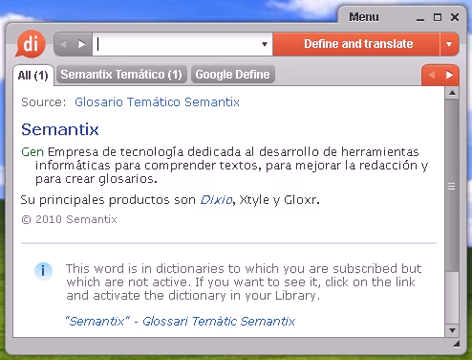 Menu
di
Define and translate
All (1)
Semantix Temático (1)
Google Define
Source: Glosario Temático Semantix
Semantix
Gen Empresa de tecnología dedicada al desarrollo de herramientas
informáticas para comprender textos, para mejorar la redacción y
para crear glosarios.
Su principales producctos son Dixio, Xtyle y Gloxr.
© 2010 Semantix
i
This word is in dictionaries to which you are subscribed but
which are not active. If you want to see it, click on the link
and activate the dictionary in your Library.
"Semantix" - Glossari Temàtic Semantix